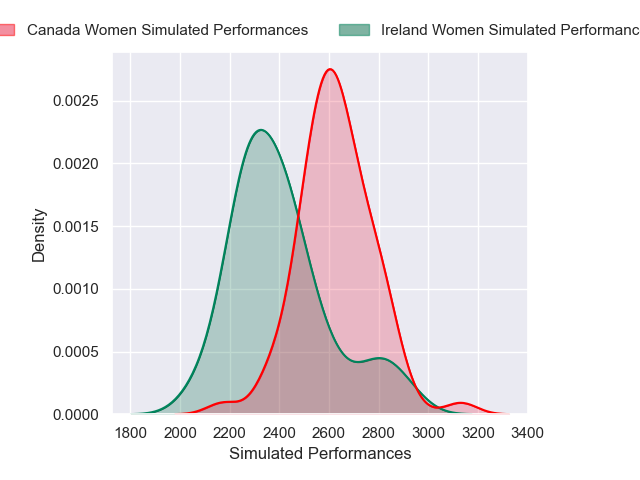 Canada Women Simulated Performances Ireland Women Simulated Performanc
0.0025
0.0020
0.0015
0.0010
0.0005
0.0000
Density
1800 2000 2200 2400 2600 2800 3000 3200 3400
Simulated Performances